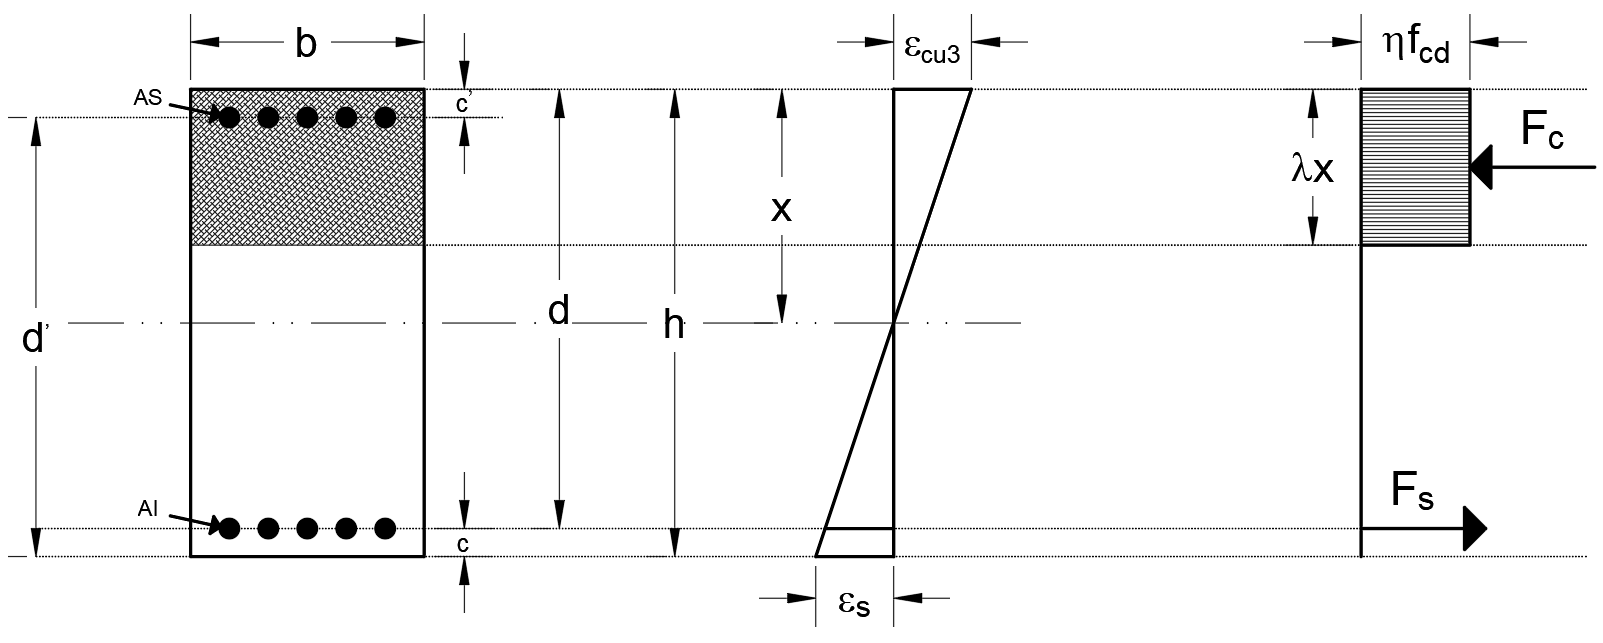 b
εcu3
ηfcd
AS
c'
Fc
λx
x
d
h
d'
Fs
AI
c
εs